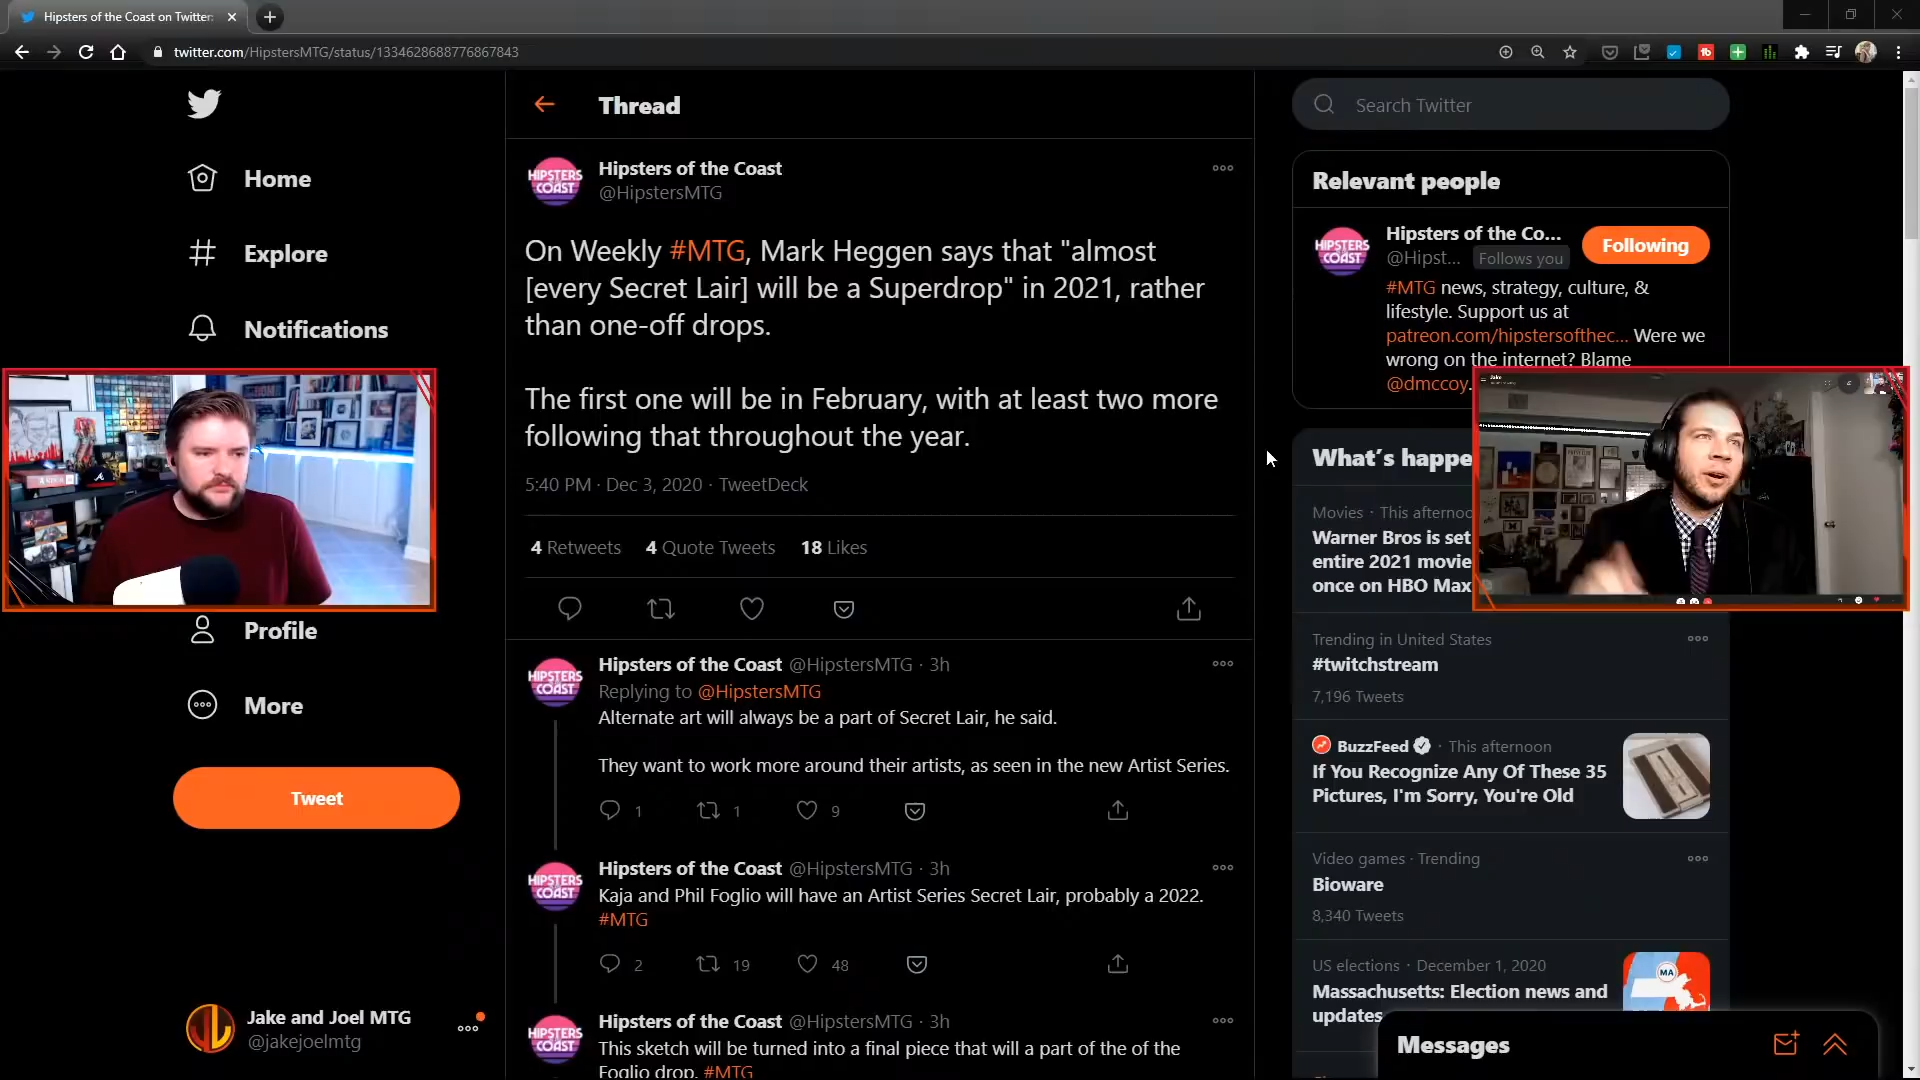 Hipsters of the Coast on Twitter:
twitter.com/HipstersMTG/status/1334628688776867843
Home
Explore
Notifications
Profile
More
Tweet
Jake and Joel MTG
@jakejoelmtg
Thread
HIPSTERS
COAST
Hipsters of the Coast
@HipstersMTG
On Weekly #MTG, Mark Heggen says that "almost
[every Secret Lair] will be a Superdrop" in 2021, rather
than one-off drops.
The first one will be in February, with at least two more
following that throughout the year.
5:40 PM · Dec 3, 2020 · TweetDeck
4 Retweets 4 Quote Tweets 18 Likes
HIPSTERS
COAST
Hipsters of the Coast @HipstersMTG · 3h
Replying to @HipstersMTG
Alternate art will always be a part of Secret Lair, he said.
They want to work more around their artists, as seen in the new Artist Series.
1 1 9
HIPSTERS
COAST
Hipsters of the Coast @HipstersMTG · 3h
Kaja and Phil Foglio will have an Artist Series Secret Lair, probably a 2022.
#MTG
2 19 48
HIPSTERS
COAST
Hipsters of the Coast @HipstersMTG · 3h
This sketch will be turned into a final piece that will a part of the of the
Foglio drop. #MTG
Search Twitter
Relevant people
HIPSTERS
COAST
Hipsters of the Co...
@Hipst... Follows you
Following
#MTG news, strategy, culture, &
lifestyle. Support us at
patreon.com/hipstersofthec... Were we
wrong on the internet? Blame
@dmccoy.
What's happe
Movies · This afternoo
Warner Bros is set
entire 2021 movie
once on HBO Max
Trending in United States
#twitchstream
7,196 Tweets
BuzzFeed · This afternoon
If You Recognize Any Of These 35
Pictures, I'm Sorry, You're Old
Video games · Trending
Bioware
8,340 Tweets
US elections · December 1, 2020
Massachusetts: Election news and
updates
MA
Messages